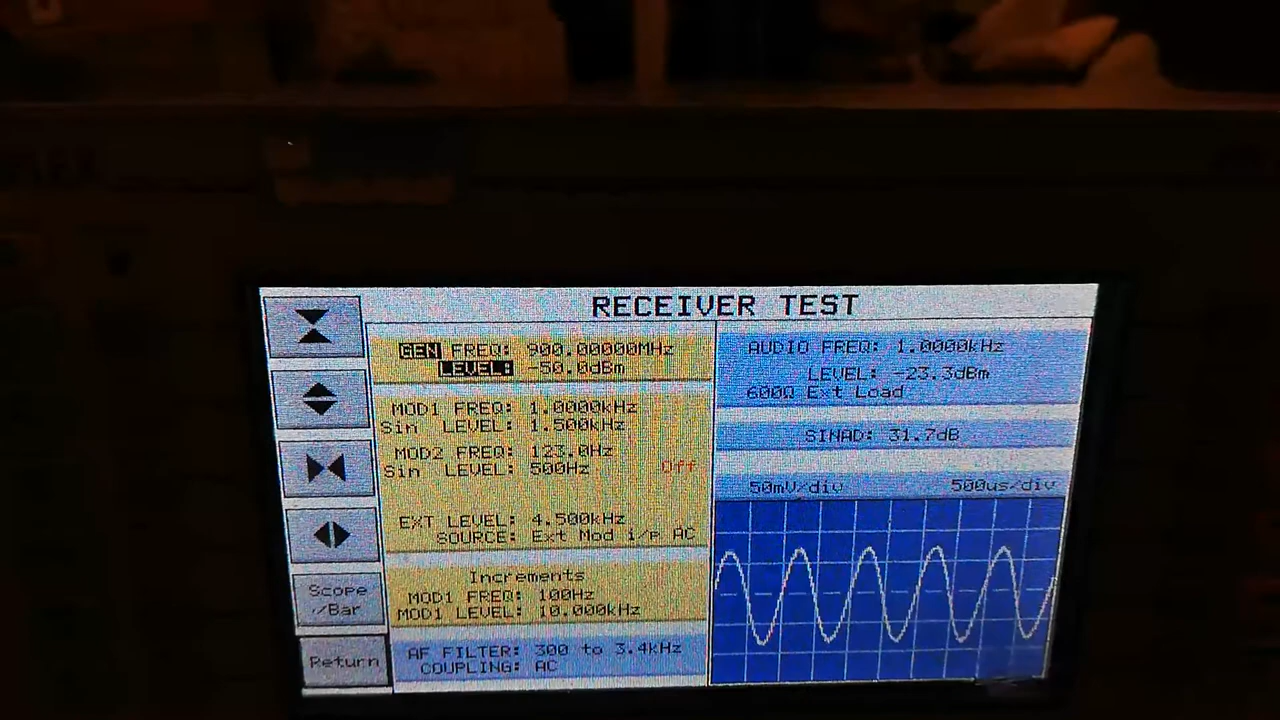 RECEIVER TEST
GEN FREQ: 900.00000MHz
LEVEL: -50.0dBm
MOD1 FREQ: 1.0000kHz
Sin LEVEL: 1.500kHz
MOD2 FREQ: 123.0Hz
Sin LEVEL: 500Hz Off
EXT LEVEL: 4.500kHz
SOURCE: Ext Mod i/p AC
Increments
MOD1 FREQ: 100Hz
MOD1 LEVEL: 10.000kHz
AF FILTER: 300 to 3.4kHz
COUPLING: AC
AUDIO FREQ: 1.0000kHz
LEVEL: -23.3dBm
600Ω Ext Load
SINAD: 31.7dB
50mV/div 500us/div
Scope
/Bar
Return